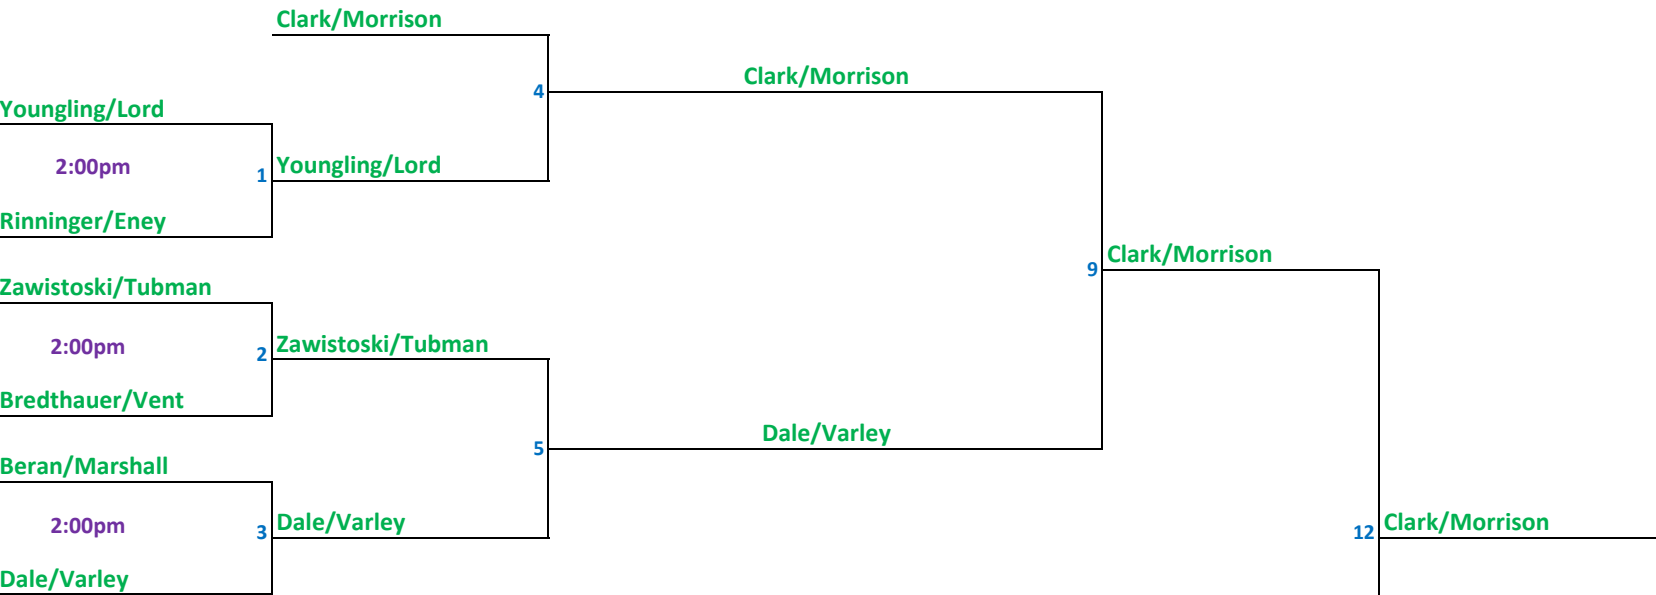 Clark/Morrison
Clark/Morrison
4
Youngling/Lord
2:00pm
1
Youngling/Lord
Rinninger/Eney
Clark/Morrison
9
Zawistoski/Tubman
2:00pm
2
Zawistoski/Tubman
Bredthauer/Vent
Dale/Varley
5
Beran/Marshall
2:00pm
3
Dale/Varley
12
Clark/Morrison
Dale/Varley